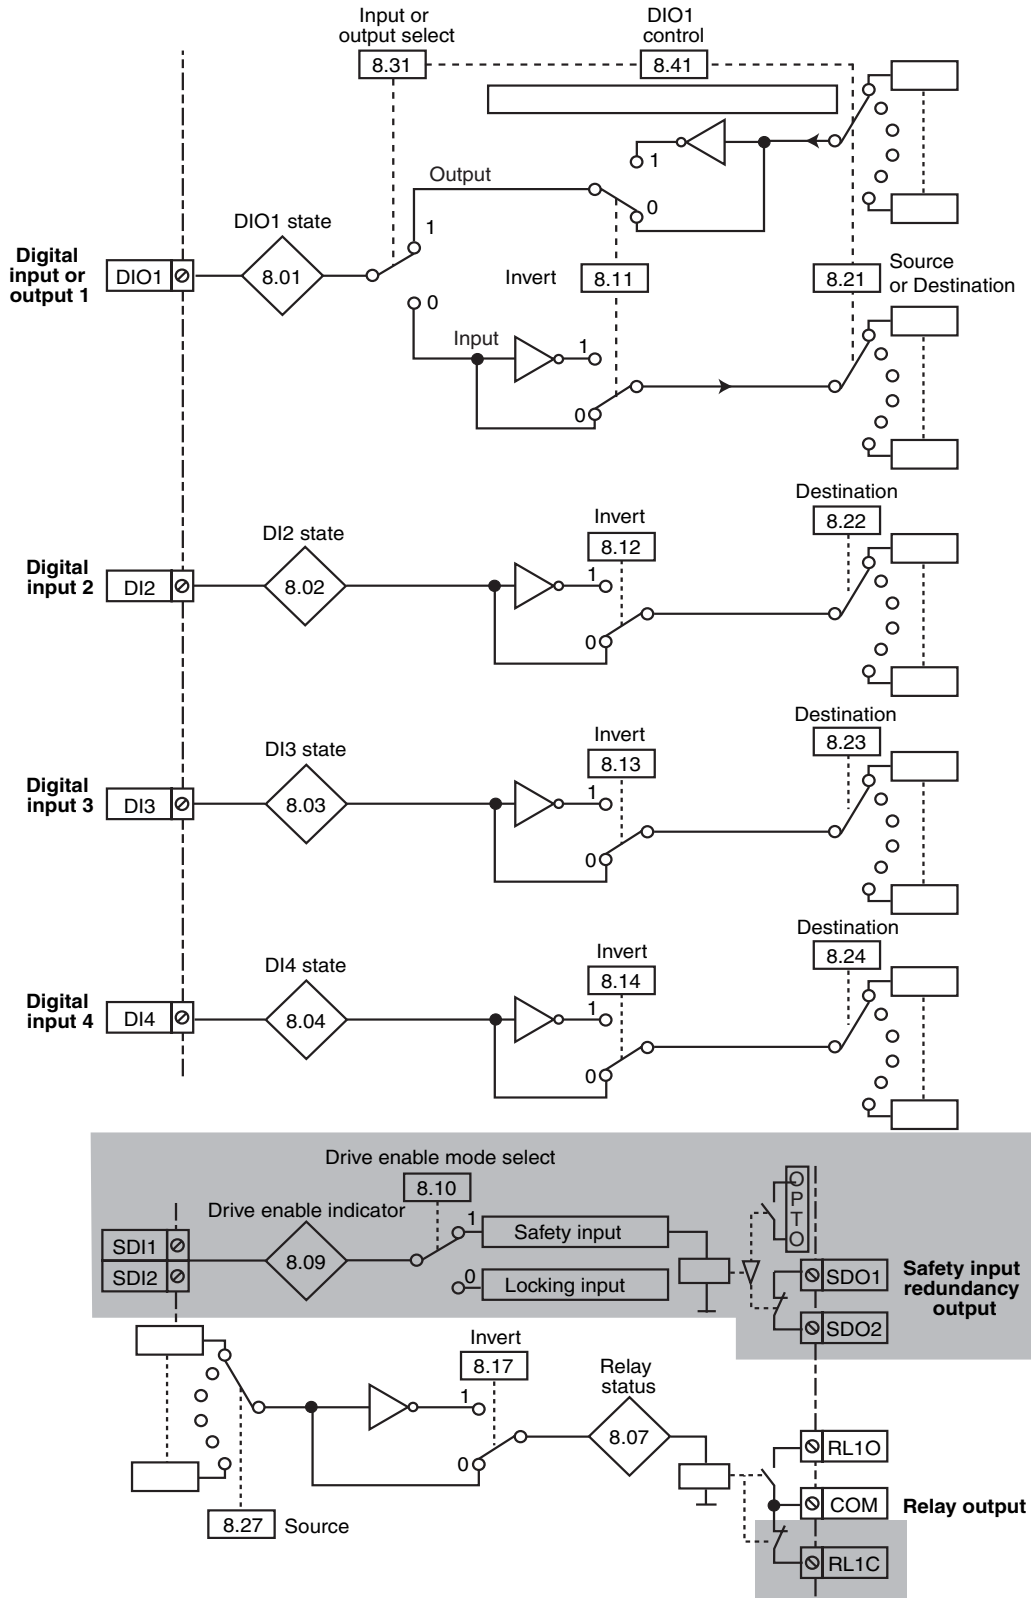 Input or
output select
8.31
DIO1
control
8.41
1
Output
0
DIO1 state
1
Digital
input or
output 1
DIO1
8.01
Invert
8.11
8.21
Source
or Destination
0
Input
1
0
Destination
8.22
Invert
8.12
DI2 state
Digital
input 2
DI2
8.02
1
0
Destination
8.23
Invert
8.13
DI3 state
Digital
input 3
DI3
8.03
1
0
Destination
8.24
Invert
8.14
DI4 state
Digital
input 4
DI4
8.04
1
0
Drive enable mode select
8.10
Drive enable indicator
OPTO
SDI1
SDI2
8.09
1
Safety input
0
Locking input
SDO1
SDO2
Safety input
redundancy
output
Invert
8.17
Relay
status
1
8.07
0
RL1O
COM
Relay output
8.27
Source
RL1C